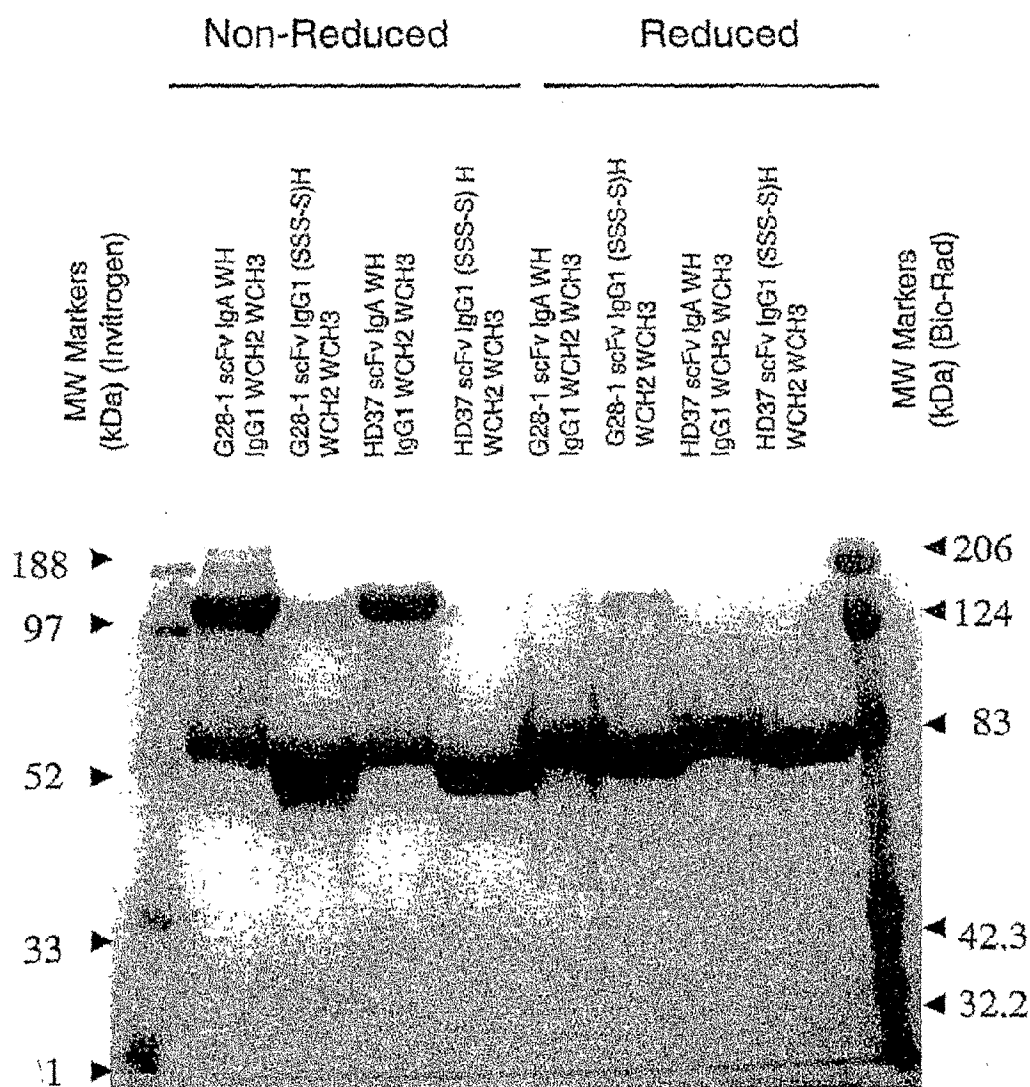 Non-Reduced
Reduced
MW Markers
(kDa) (Invitrogen)
G28-1 scFv IgA WH
IgG1 WCH2 WCH3
G28-1 scFv IgG1 (SSS-S)H
WCH2 WCH3
HD37 scFv IgA WH
IgG1 WCH2 WCH3
HD37 scFv IgG1 (SSS-S) H
WCH2 WCH3
G28-1 scFv IgA WH
IgG1 WCH2 WCH3
G28-1 scFv IgG1 (SSS-S)H
WCH2 WCH3
HD37 scFv IgA WH
IgG1 WCH2 WCH3
HD37 scFv IgG1 (SSS-S)H
WCH2 WCH3
MW Markers
(kDa) (Bio-Rad)
188
97
52
33
206
124
83
42.3
32.2